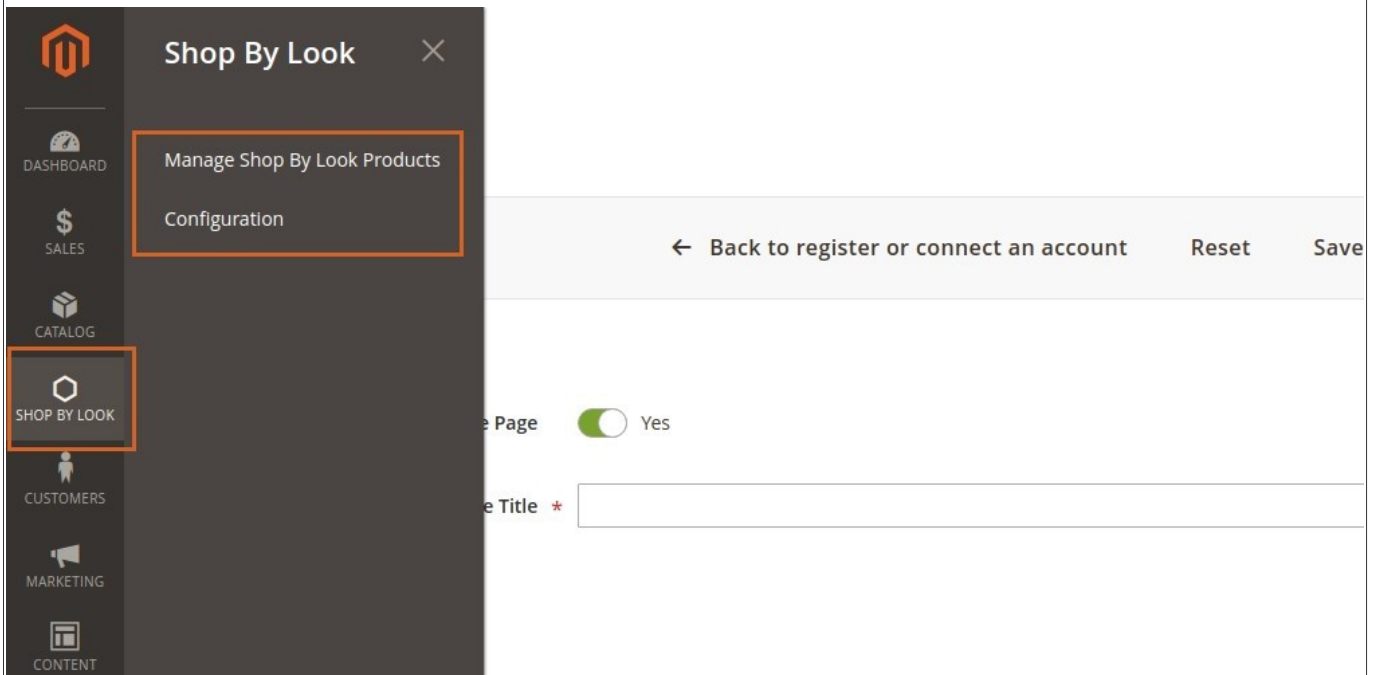 Shop By Look
DASHBOARD
Manage Shop By Look Products
$
SALES
Configuration
← Back to register or connect an account Reset Save
CATALOG
SHOP BY LOOK
e Page Yes
CUSTOMERS
e Title *
MARKETING
CONTENT